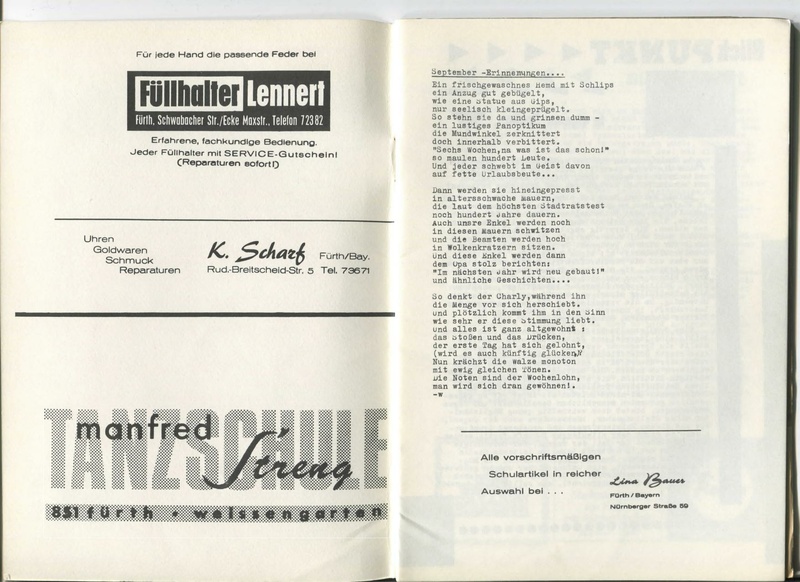 Für jede Hand die passende Feder bei
Füllhalter Lennert
Fürth, Schwabacher Str./Ecke Maxstr., Telefon 72382
Erfahrene, fachkundige Bedienung.
Jeder Füllhalter mit SERVICE-Gutschein!
(Reparaturen sofort!)
Uhren
Goldwaren
Schmuck
Reparaturen
K. Scharf Fürth/Bay.
Rud.-Breitscheid-Str. 5 Tel. 73671
TANZSCHULE
manfred
Streng
851 fürth • weissengarten
September -Erinnerungen....
Ein frischgewaschnes Hemd mit Schlips
ein Anzug gut gebügelt,
wie eine Statue aus Gips,
nur seelisch kleingeprügelt.
So stehn sie da und grinsen dumm -
ein lustiges Panoptikum
die Mundwinkel zerknittert
doch innerhalb verbittert.
"Sechs Wochen,na was ist das schon!"
so maulen hundert Leute.
Und jeder schwebt im Geist davon
auf fette Urlaubsbeute...
Dann werden sie hineingepresst
in altersschwache Mauern,
die laut dem höchsten Stadtratstest
noch hundert Jahre dauern.
Auch unsre Enkel werden noch
in diesen Mauern schwitzen
und die Beamten werden hoch
in Wolkenkratzern sitzen.
Und diese Enkel werden dann
dem Opa stolz berichten:
"Im nächsten Jahr wird neu gebaut!"
und ähnliche Geschichten....
So denkt der Charly,während ihn
die Menge vor sich herschiebt.
Und plötzlich kommt ihm in den Sinn
wie sehr er diese Stimmung liebt.
Und alles ist ganz altgewohnt :
das Stoßen und das Drücken,
der erste Tag hat sich gelohnt,
(wird es auch künftig glücken?)
Nun krächzt die Walze monoton
mit ewig gleichen Tönen.
Die Noten sind der Wochenlohn,
man wird sich dran gewöhnen!.
-w
Alle vorschriftsmäßigen
Schulartikel in reicher
Auswahl bei . . .
Lina Bauer
Fürth / Bayern
Nürnberger Straße 59